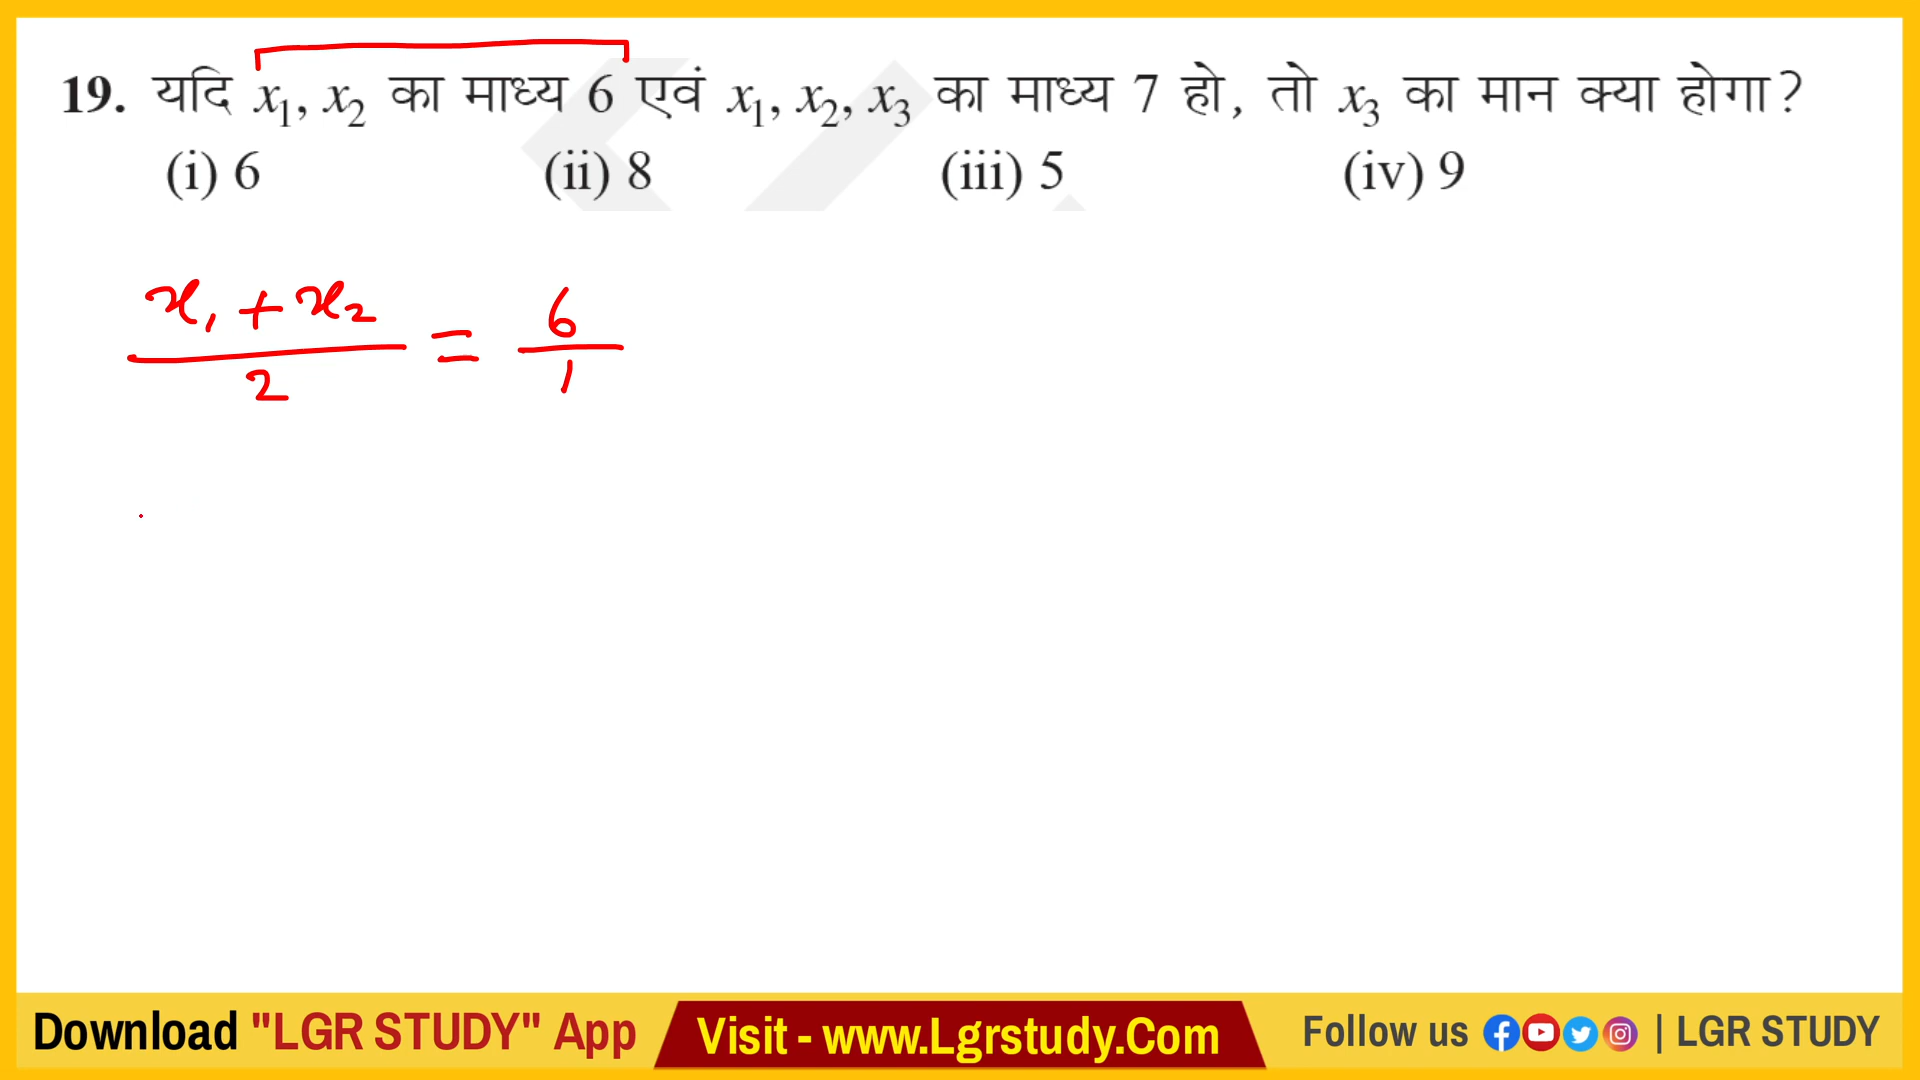 19. यदि x₁, x₂ का माध्य 6 एवं x₁, x₂, x₃ का माध्य 7 हो, तो x₃ का मान क्या होगा?
(i) 6 (ii) 8 (iii) 5 (iv) 9
x₁ + x₂ / 2 = 6 / 1
Download "LGR STUDY" App Visit - www.Lgrstudy.Com Follow us | LGR STUDY